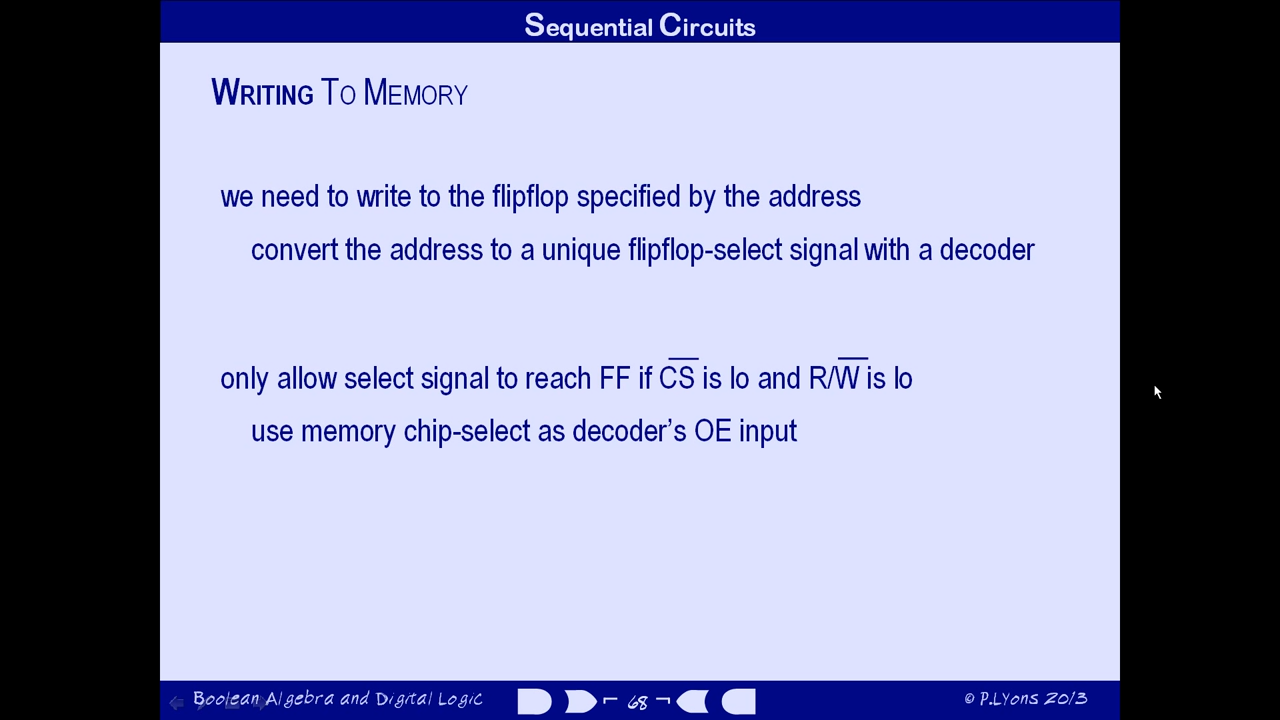 Sequential Circuits
WRITING TO MEMORY
we need to write to the flipflop specified by the address
convert the address to a unique flipflop-select signal with a decoder
only allow select signal to reach FF if C̅S̅ is lo and R/W̅ is lo
use memory chip-select as decoder’s OE input
Boolean Algebra and Digital Logic
68
© P.Lyons 2013